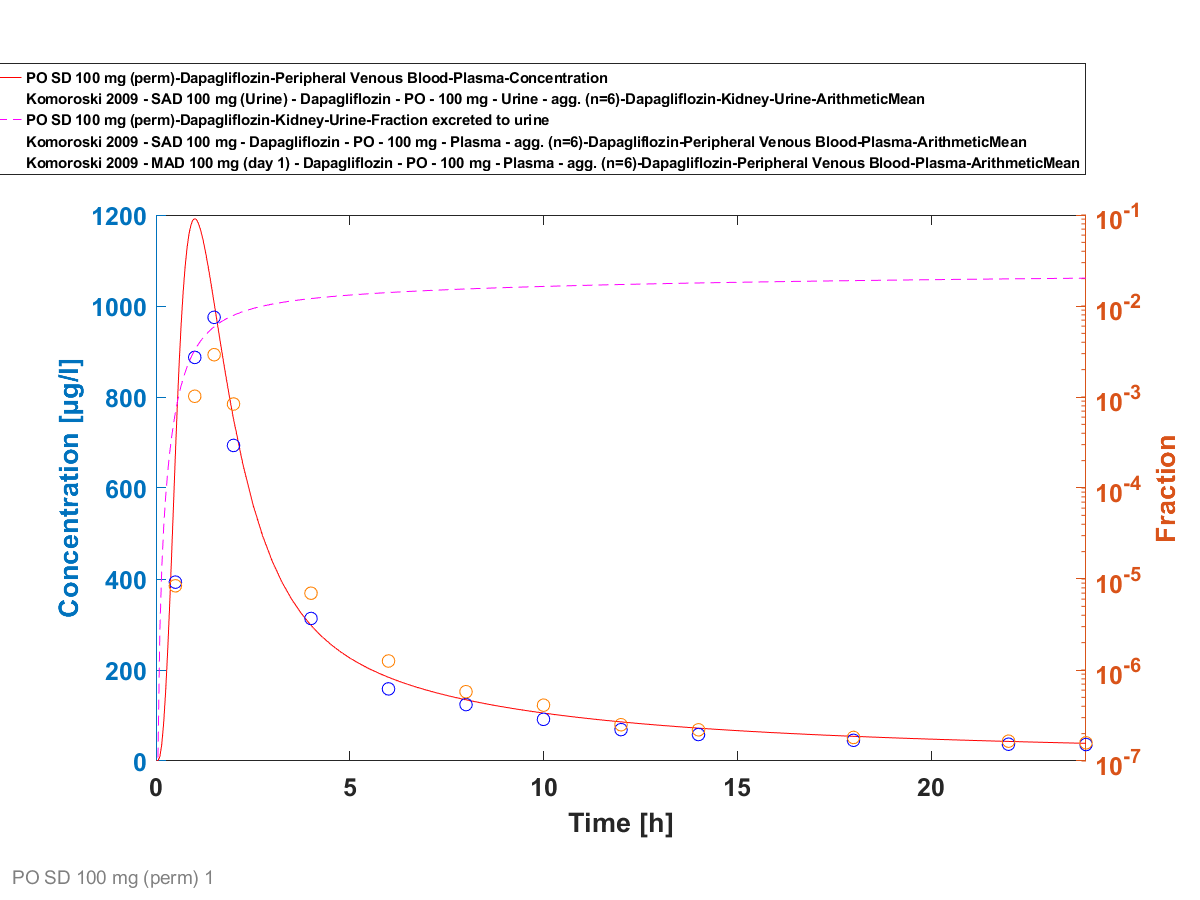 PO SD 100 mg (perm)-Dapagliflozin-Peripheral Venous Blood-Plasma-Concentration
Komoroski 2009 - SAD 100 mg (Urine) - Dapagliflozin - PO - 100 mg - Urine - agg. (n=6)-Dapagliflozin-Kidney-Urine-ArithmeticMean
PO SD 100 mg (perm)-Dapagliflozin-Kidney-Urine-Fraction excreted to urine
Komoroski 2009 - SAD 100 mg - Dapagliflozin - PO - 100 mg - Plasma - agg. (n=6)-Dapagliflozin-Peripheral Venous Blood-Plasma-ArithmeticMean
Komoroski 2009 - MAD 100 mg (day 1) - Dapagliflozin - PO - 100 mg - Plasma - agg. (n=6)-Dapagliflozin-Peripheral Venous Blood-Plasma-ArithmeticMean
Concentration [µg/l]
1200
1000
800
600
400
200
0
10^-1
10^-2
10^-3
10^-4
10^-5
10^-6
10^-7
Fraction
0 5 10 15 20
Time [h]
PO SD 100 mg (perm) 1